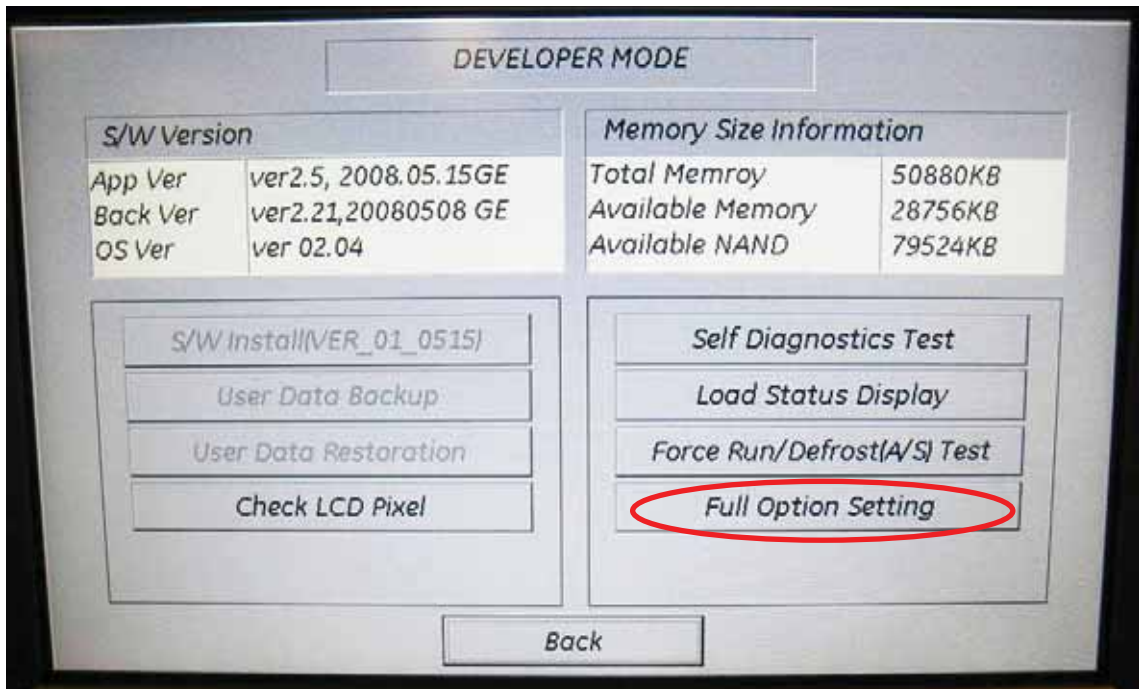 DEVELOPER MODE
S/W Version
App Ver ver2.5, 2008.05.15GE
Back Ver ver2.21,20080508 GE
OS Ver ver 02.04
Memory Size Information
Total Memroy 50880KB
Available Memory 28756KB
Available NAND 79524KB
S/W Install(VER_01_0515)
User Data Backup
User Data Restoration
Check LCD Pixel
Self Diagnostics Test
Load Status Display
Force Run/Defrost(A/S) Test
Full Option Setting
Back